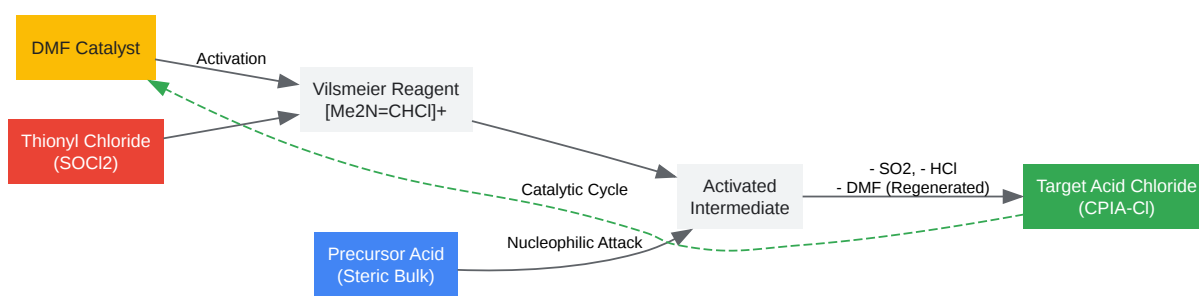 DMF Catalyst
Activation
Vilsmeier Reagent
[Me2N=CHCl]+
Thionyl Chloride
(SOCl2)
- SO2, - HCl
- DMF (Regenerated)
Catalytic Cycle
Activated
Intermediate
Target Acid Chloride
(CPIA-Cl)
Nucleophilic Attack
Precursor Acid
(Steric Bulk)